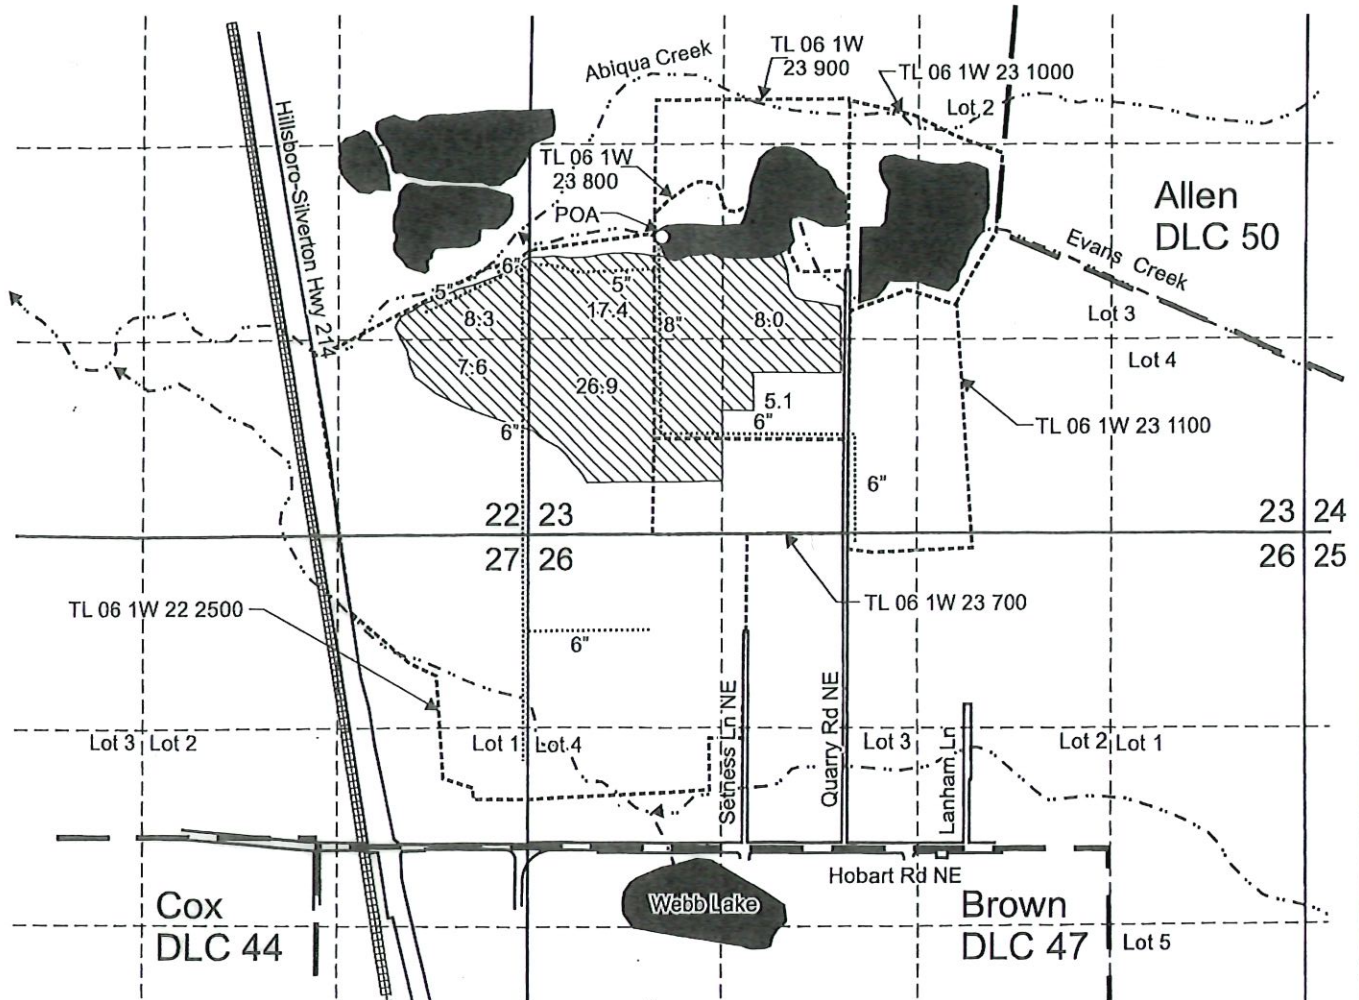 TL 06 1W
23 900
Abiqua Creek
TL 06 1W 23 1000
Lot 2
Hillsboro-Silverton Hwy 214
TL 06 1W
23 800
POA
Allen
DLC 50
Evans Creek
6"
5"
5"
8.3
17.4
8"
8.0
Lot 3
Lot 4
7.6
26.9
5.1
6"
6"
TL 06 1W 23 1100
6"
22 23
27 26
23 24
26 25
TL 06 1W 22 2500
TL 06 1W 23 700
6"
Setness Ln NE
Quarry Rd NE
Lanham Ln
Lot 3 Lot 2
Lot 1 Lot 4
Lot 3
Lot 2 Lot 1
Hobart Rd NE
Webb Lake
Cox
DLC 44
Brown
DLC 47
Lot 5